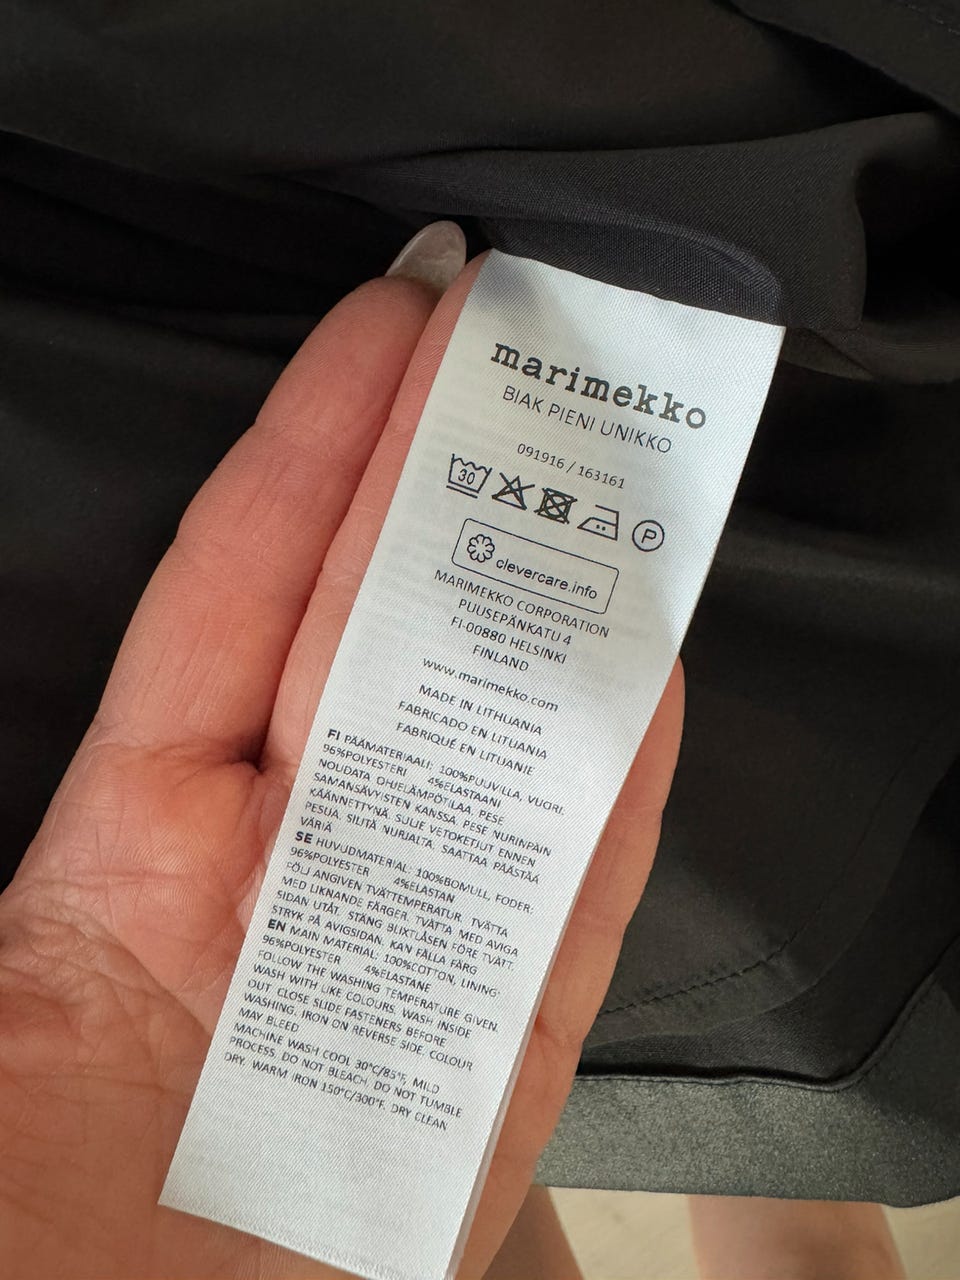 marimekko
BIAK PIENI UNIKKO
091916 / 163161
30
P
clevercare.info
MARIMEKKO CORPORATION
PUUSEPÄNKATU 4
FI-00880 HELSINKI
FINLAND
www.marimekko.com
MADE IN LITHUANIA
FABRICADO EN LITUANIA
FABRIQUÉ EN LITUANIE
FI PÄÄMATERIAALI: 100%PUUVILLA, VUORI:
96%POLYESTERI 4%ELASTAANI
NOUDATA OHJELÄMPÖTILAA, PESE
SAMANSÄVYISTEN KANSSA, PESE NURINPÄIN
KÄÄNNETTYNÄ, SULJE VETOKETJUT ENNEN
PESUA, SILITÄ NURJALTA, SAATTAA PÄÄSTÄÄ
VÄRIÄ
SE HUVUDMATERIAL: 100%BOMULL, FODER:
96%POLYESTER 4%ELASTAN
FÖLJ ANGIVEN TVÄTTEMPERATUR, TVÄTTA
MED LIKNANDE FÄRGER, TVÄTTA MED AVIGA
SIDAN UTÅT, STÄNG BLIXTLÅSEN FÖRE TVÄTT,
STRYK PÅ AVIGSIDAN, KAN FÄLLA FÄRG
EN MAIN MATERIAL: 100%COTTON, LINING:
96%POLYESTER 4%ELASTANE
FOLLOW THE WASHING TEMPERATURE GIVEN,
WASH WITH LIKE COLOURS, WASH INSIDE
OUT, CLOSE SLIDE FASTENERS BEFORE
WASHING, IRON ON REVERSE SIDE, COLOUR
MAY BLEED
MACHINE WASH COOL 30°C/85°F, MILD
PROCESS, DO NOT BLEACH, DO NOT TUMBLE
DRY, WARM IRON 150°C/300°F, DRY CLEAN